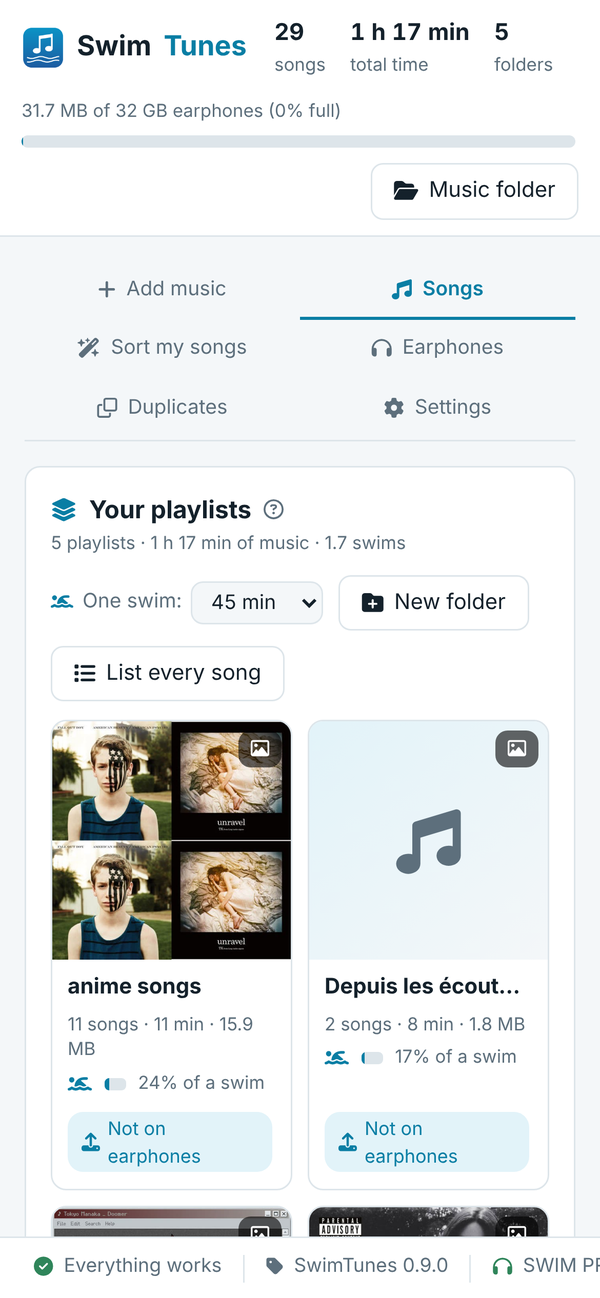 Swim Tunes
29
songs
1 h 17 min
total time
5
folders
31.7 MB of 32 GB earphones (0% full)
Music folder
Add music
Songs
Sort my songs
Earphones
Duplicates
Settings
Your playlists
5 playlists · 1 h 17 min of music · 1.7 swims
One swim:
45 min
New folder
List every song
unravel
unravel
anime songs
11 songs · 11 min · 15.9
MB
24% of a swim
Not on
earphones
Depuis les écout...
2 songs · 8 min · 1.8 MB
17% of a swim
Not on
earphones
File Edit Search Help
PARENTAL
ADVISORY
Everything works
SwimTunes 0.9.0